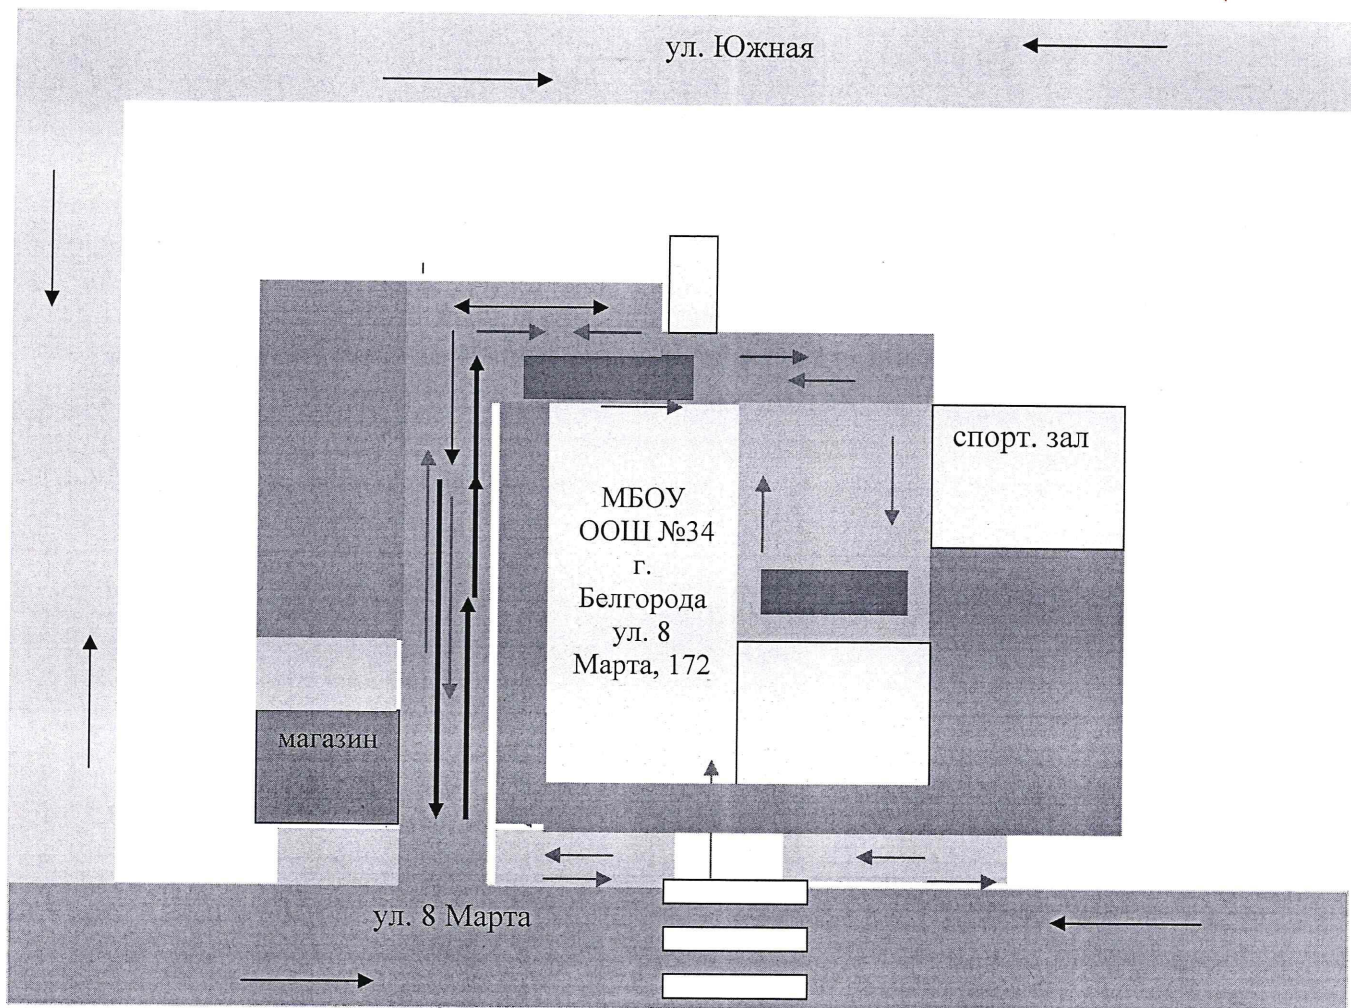 ул. Южная
спорт. зал
МБОУ
ООШ №34
г.
Белгорода
ул. 8
Марта, 172
магазин
ул. 8 Марта